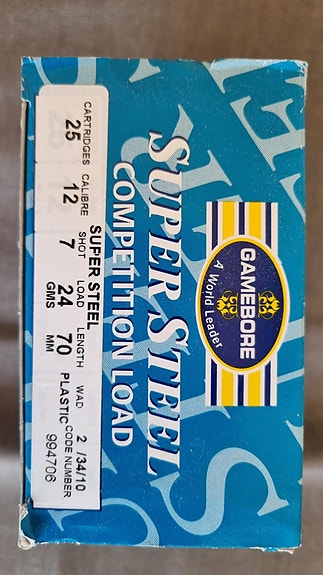 GAMEBORE
A World Leader
SUPER STEEL
COMPETITION LOAD
SUPER STEEL 2 /34/10
CARTRIDGES CALIBRE SHOT LOAD LENGTH WAD CODE NUMBER
25 12 7 24 70 PLASTIC 994706
GMS MM